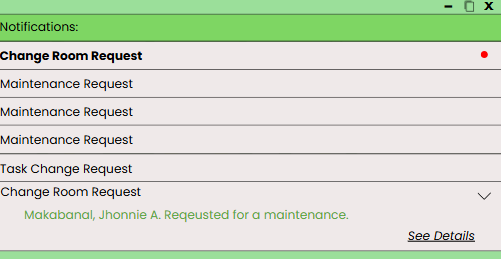 Notifications:
Change Room Request
Maintenance Request
Maintenance Request
Maintenance Request
Task Change Request
Change Room Request
Makabanal, Jhonnie A. Reqeusted for a maintenance.
See Details